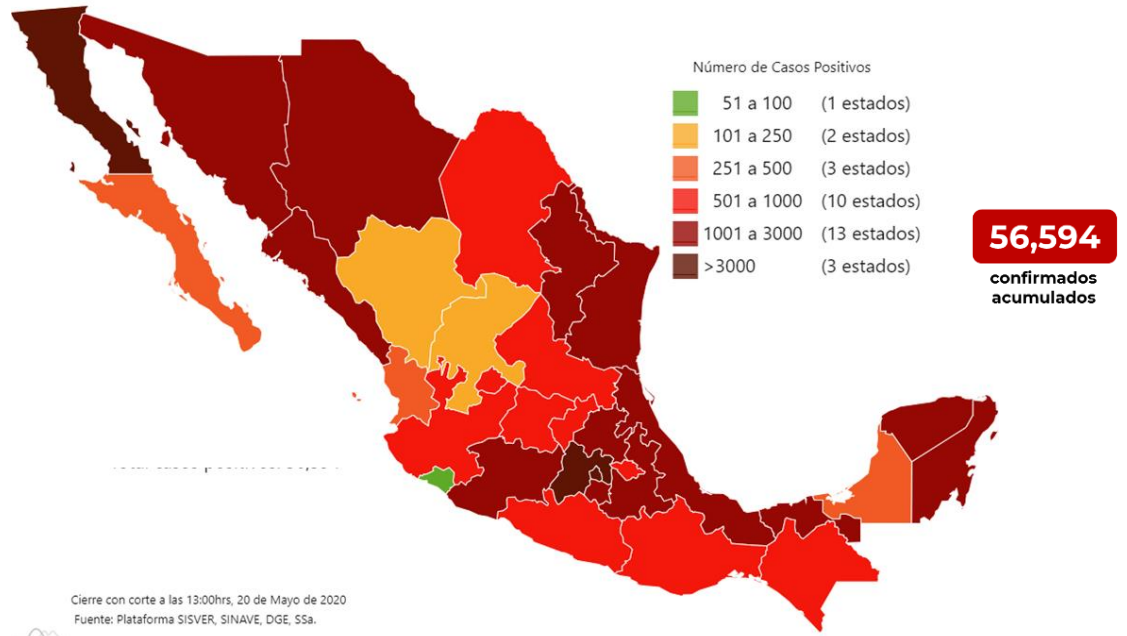 Número de Casos Positivos
51 a 100 (1 estados)
101 a 250 (2 estados)
251 a 500 (3 estados)
501 a 1000 (10 estados)
1001 a 3000 (13 estados)
>3000 (3 estados)
56,594
confirmados
acumulados
Cierre con corte a las 13:00hrs, 20 de Mayo de 2020
Fuente: Plataforma SISVER, SINAVE, DGE, SSa.